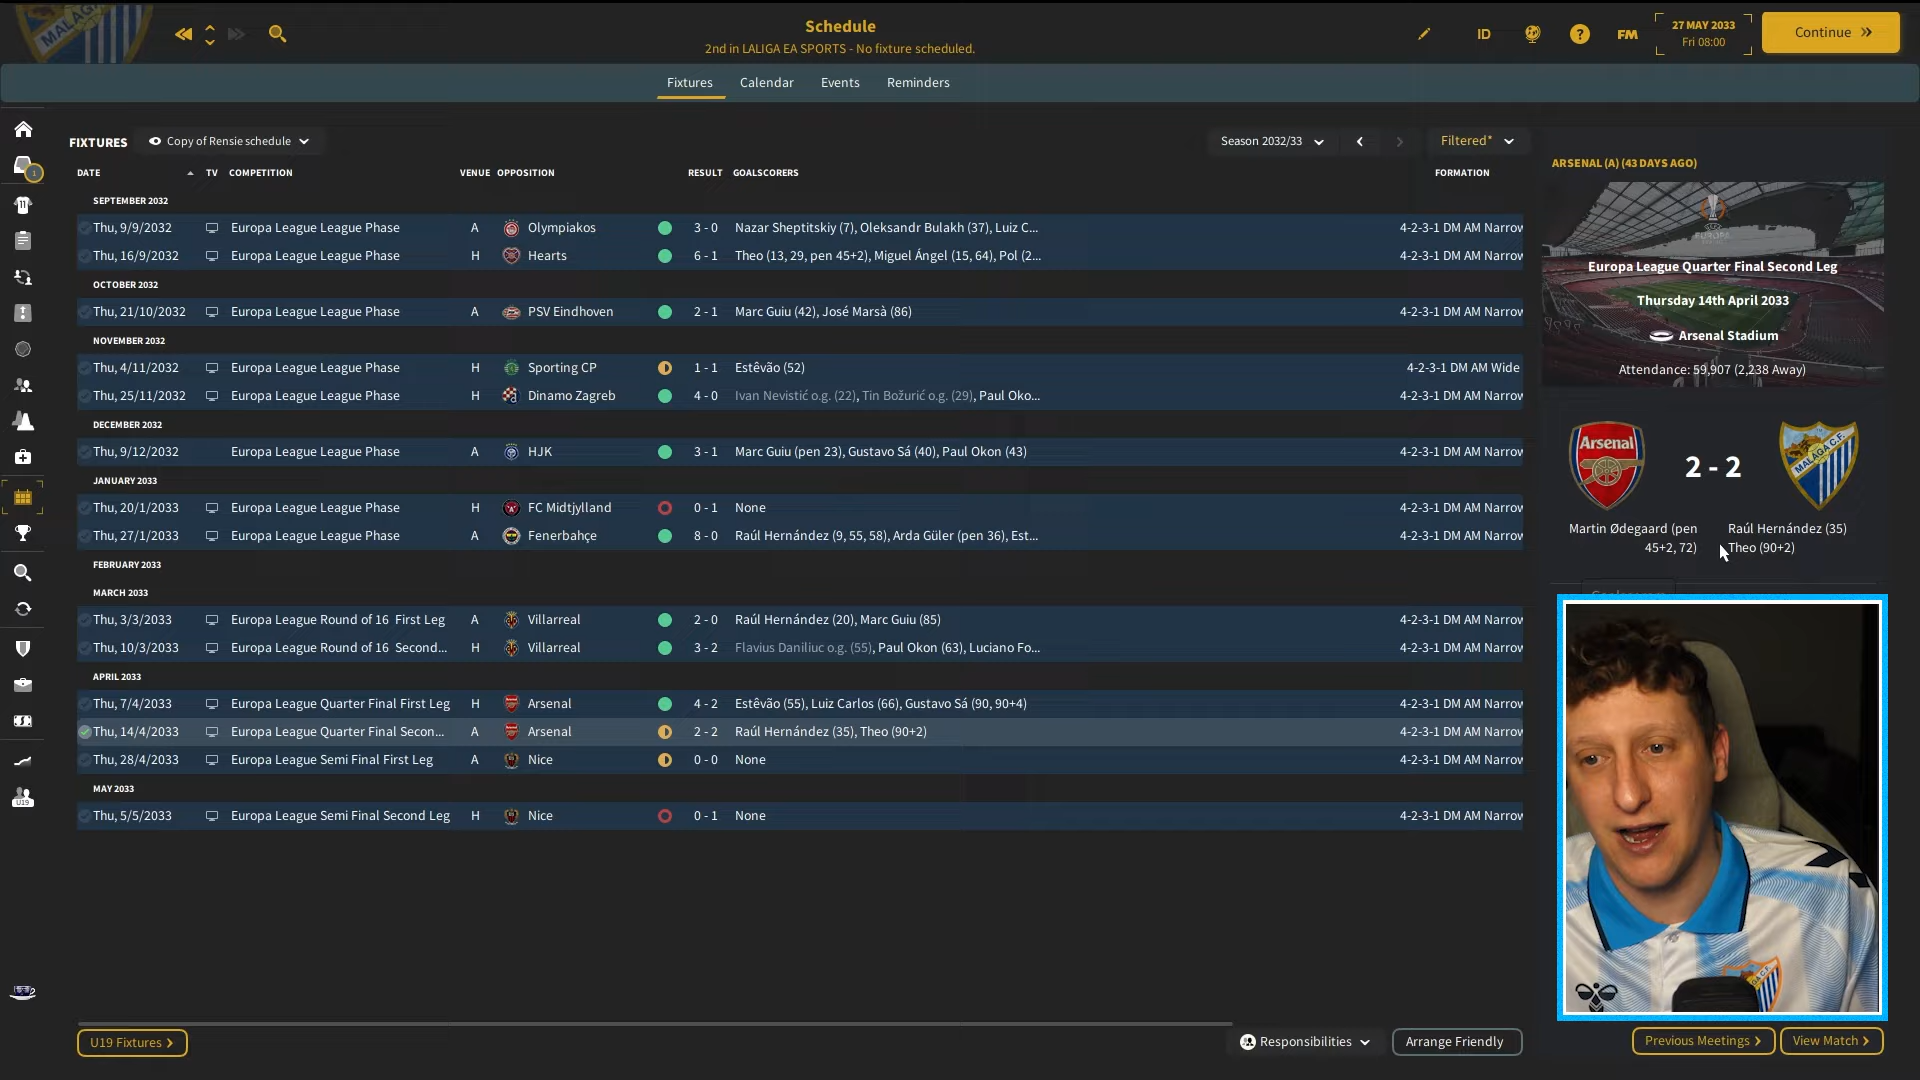 Schedule
2nd in LALIGA EA SPORTS - No fixture scheduled.
ID
FM
27 MAY 2033
Fri 08:00
Continue
Fixtures Calendar Events Reminders
FIXTURES
Copy of Rensie schedule
Season 2032/33
Filtered*
DATE TV COMPETITION VENUE OPPOSITION RESULT GOALSCORERS FORMATION
SEPTEMBER 2032
Thu, 9/9/2032 Europa League League Phase A Olympiakos 3 - 0 Nazar Sheptitskiy (7), Oleksandr Bulakh (37), Luiz C... 4-2-3-1 DM AM Narrow
Thu, 16/9/2032 Europa League League Phase H Hearts 6 - 1 Theo (13, 29, pen 45+2), Miguel Ángel (15, 64), Pol (2... 4-2-3-1 DM AM Narrow
OCTOBER 2032
Thu, 21/10/2032 Europa League League Phase A PSV Eindhoven 2 - 1 Marc Guiu (42), José Marsà (86) 4-2-3-1 DM AM Narrow
NOVEMBER 2032
Thu, 4/11/2032 Europa League League Phase H Sporting CP 1 - 1 Estêvão (52) 4-2-3-1 DM AM Wide
Thu, 25/11/2032 Europa League League Phase H Dinamo Zagreb 4 - 0 Ivan Nevistić o.g. (22), Tin Božurić o.g. (29), Paul Oko... 4-2-3-1 DM AM Narrow
DECEMBER 2032
Thu, 9/12/2032 Europa League League Phase A HJK 3 - 1 Marc Guiu (pen 23), Gustavo Sá (40), Paul Okon (43) 4-2-3-1 DM AM Narrow
JANUARY 2033
Thu, 20/1/2033 Europa League League Phase H FC Midtjylland 0 - 1 None 4-2-3-1 DM AM Narrow
Thu, 27/1/2033 Europa League League Phase A Fenerbahçe 8 - 0 Raúl Hernández (9, 55, 58), Arda Güler (pen 36), Est... 4-2-3-1 DM AM Narrow
FEBRUARY 2033
MARCH 2033
Thu, 3/3/2033 Europa League Round of 16 First Leg A Villarreal 2 - 0 Raúl Hernández (20), Marc Guiu (85) 4-2-3-1 DM AM Narrow
Thu, 10/3/2033 Europa League Round of 16 Second... H Villarreal 3 - 2 Flavius Daniliuc o.g. (55), Paul Okon (63), Luciano Fo... 4-2-3-1 DM AM Narrow
APRIL 2033
Thu, 7/4/2033 Europa League Quarter Final First Leg H Arsenal 4 - 2 Estêvão (55), Luiz Carlos (66), Gustavo Sá (90, 90+4) 4-2-3-1 DM AM Narrow
Thu, 14/4/2033 Europa League Quarter Final Secon... A Arsenal 2 - 2 Raúl Hernández (35), Theo (90+2) 4-2-3-1 DM AM Narrow
Thu, 28/4/2033 Europa League Semi Final First Leg A Nice 0 - 0 None 4-2-3-1 DM AM Narrow
MAY 2033
Thu, 5/5/2033 Europa League Semi Final Second Leg H Nice 0 - 1 None 4-2-3-1 DM AM Narrow
ARSENAL (A) (43 DAYS AGO)
Europa League Quarter Final Second Leg
Thursday 14th April 2033
Arsenal Stadium
Attendance: 59,907 (2,238 Away)
Arsenal
MALAGA C.F.
2 - 2
Martin Ødegaard (pen
45+2, 72)
Raúl Hernández (35)
Theo (90+2)
U19 Fixtures
Responsibilities
Arrange Friendly
Previous Meetings
View Match